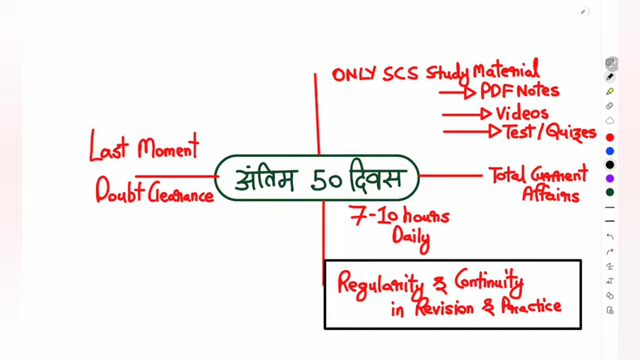 ONLY SCS Study Material
PDF Notes
Videos
Test/Quizes
Last Moment
Doubt Clearance
अंतिम 50 दिवस
Total Current
Affairs
7-10 hours
Daily
Regularity & Continuity
in Revision & Practice